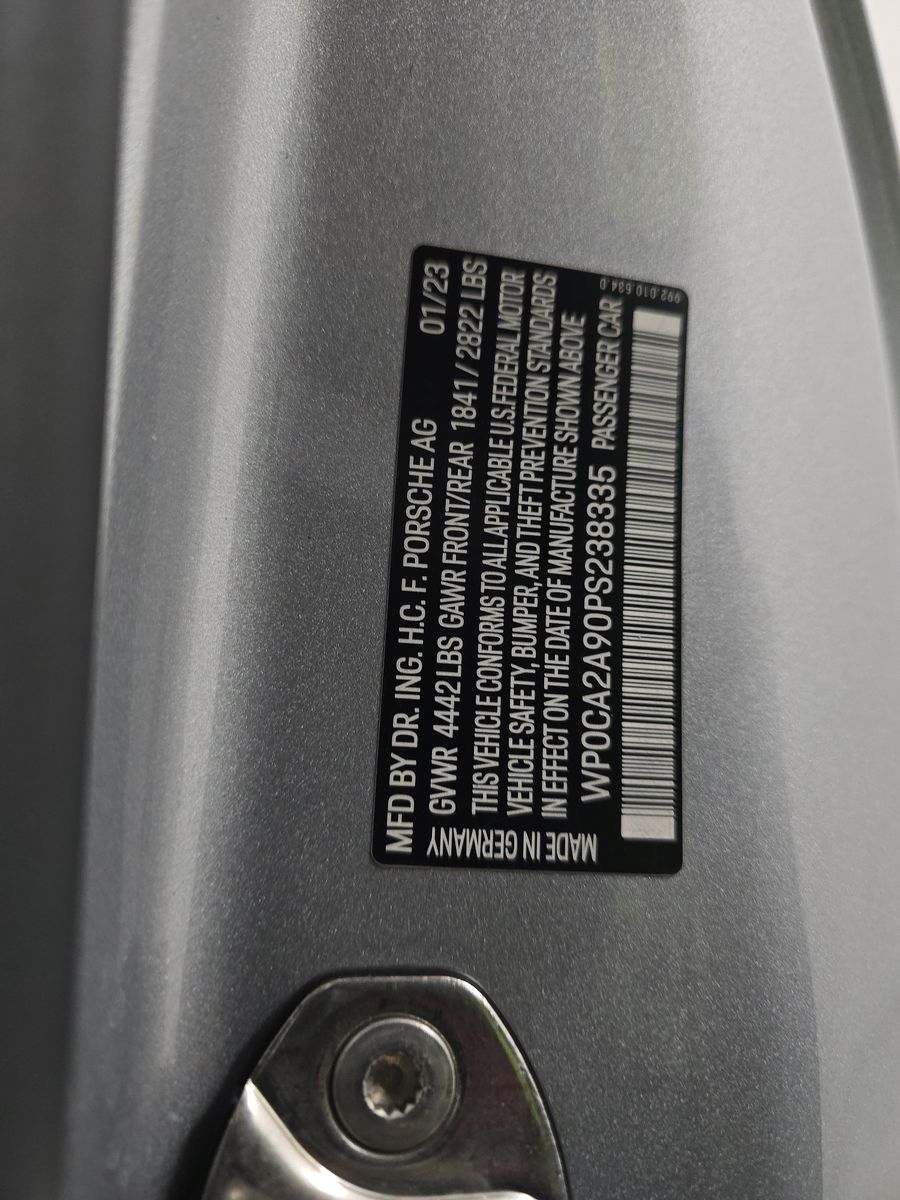 MFD BY DR. ING. H.C. F. PORSCHE AG 01/23
GVWR 4442 LBS GAWR FRONT/REAR 1841 / 2822 LBS
THIS VEHICLE CONFORMS TO ALL APPLICABLE U.S. FEDERAL MOTOR
VEHICLE SAFETY, BUMPER, AND THEFT PREVENTION STANDARDS
IN EFFECT ON THE DATE OF MANUFACTURE SHOWN ABOVE
WP0CA2A90PS238335 PASSENGER CAR
MADE IN GERMANY
992.010.634.0